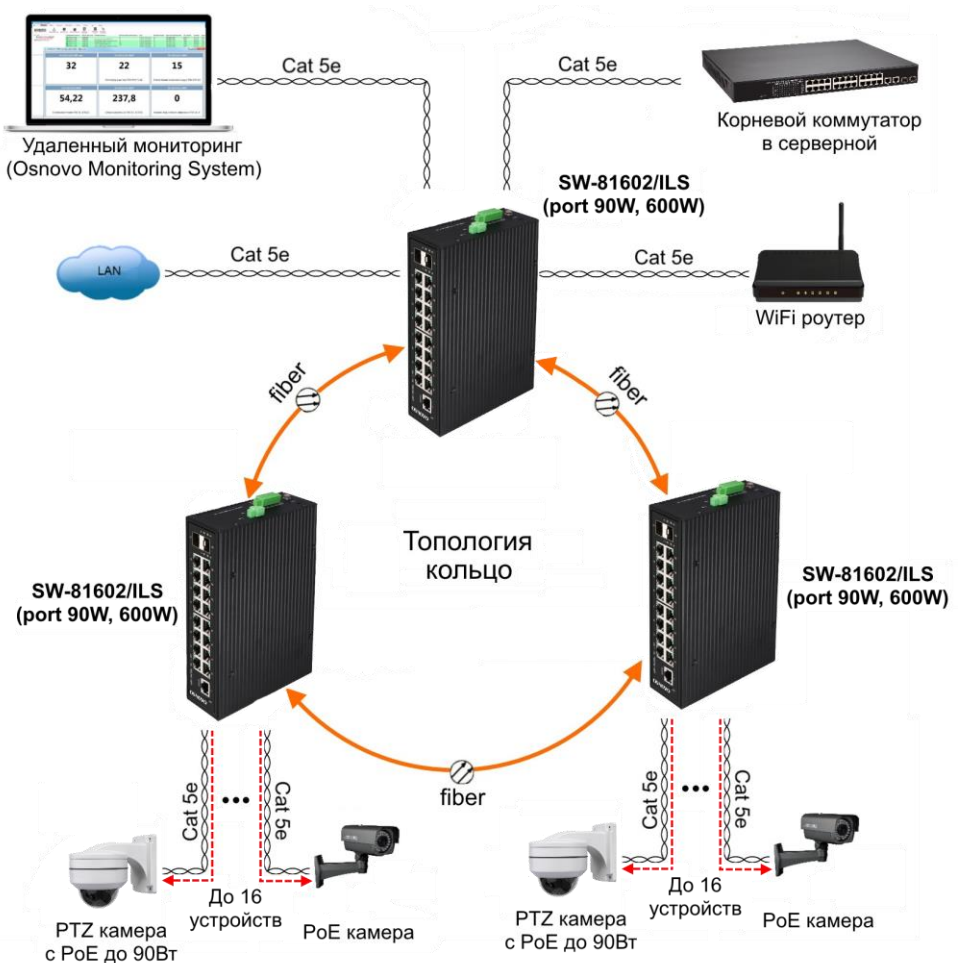 32
22
15
54,22
237,8
0
Cat 5e
Cat 5e
Удаленный мониторинг
(Osnovo Monitoring System)
Корневой коммутатор
в серверной
SW-81602/ILS
(port 90W, 600W)
LAN
Cat 5e
Cat 5e
WiFi роутер
fiber
fiber
Топология
кольцо
SW-81602/ILS
(port 90W, 600W)
SW-81602/ILS
(port 90W, 600W)
fiber
Cat 5e
Cat 5e
Cat 5e
Cat 5e
До 16
устройств
До 16
устройств
PTZ камера
с PoE до 90Вт
PoE камера
PTZ камера
с PoE до 90Вт
PoE камера